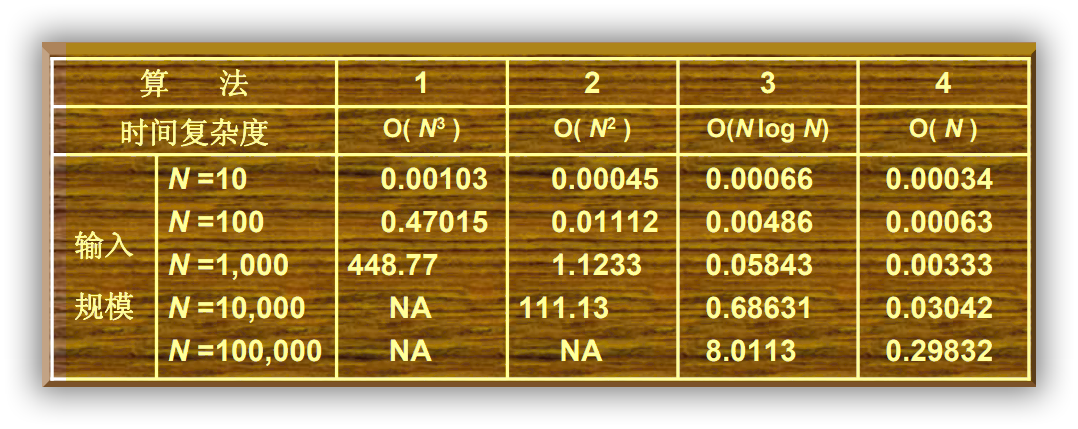 算 法 1 2 3 4
时间复杂度 O( N³ ) O( N² ) O(N log N) O( N )
输入
规模
N =10 0.00103 0.00045 0.00066 0.00034
N =100 0.47015 0.01112 0.00486 0.00063
N =1,000 448.77 1.1233 0.05843 0.00333
N =10,000 NA 111.13 0.68631 0.03042
N =100,000 NA NA 8.0113 0.29832